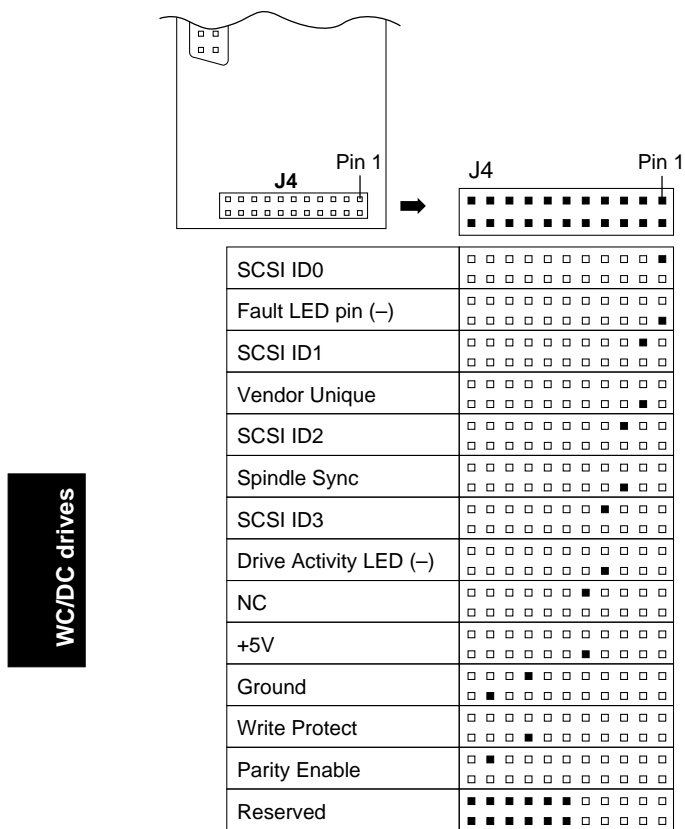 Pin 1
J4
J4
Pin 1
SCSI ID0
Fault LED pin (–)
SCSI ID1
Vendor Unique
SCSI ID2
Spindle Sync
SCSI ID3
Drive Activity LED (–)
NC
+5V
Ground
Write Protect
Parity Enable
Reserved
WC/DC drives